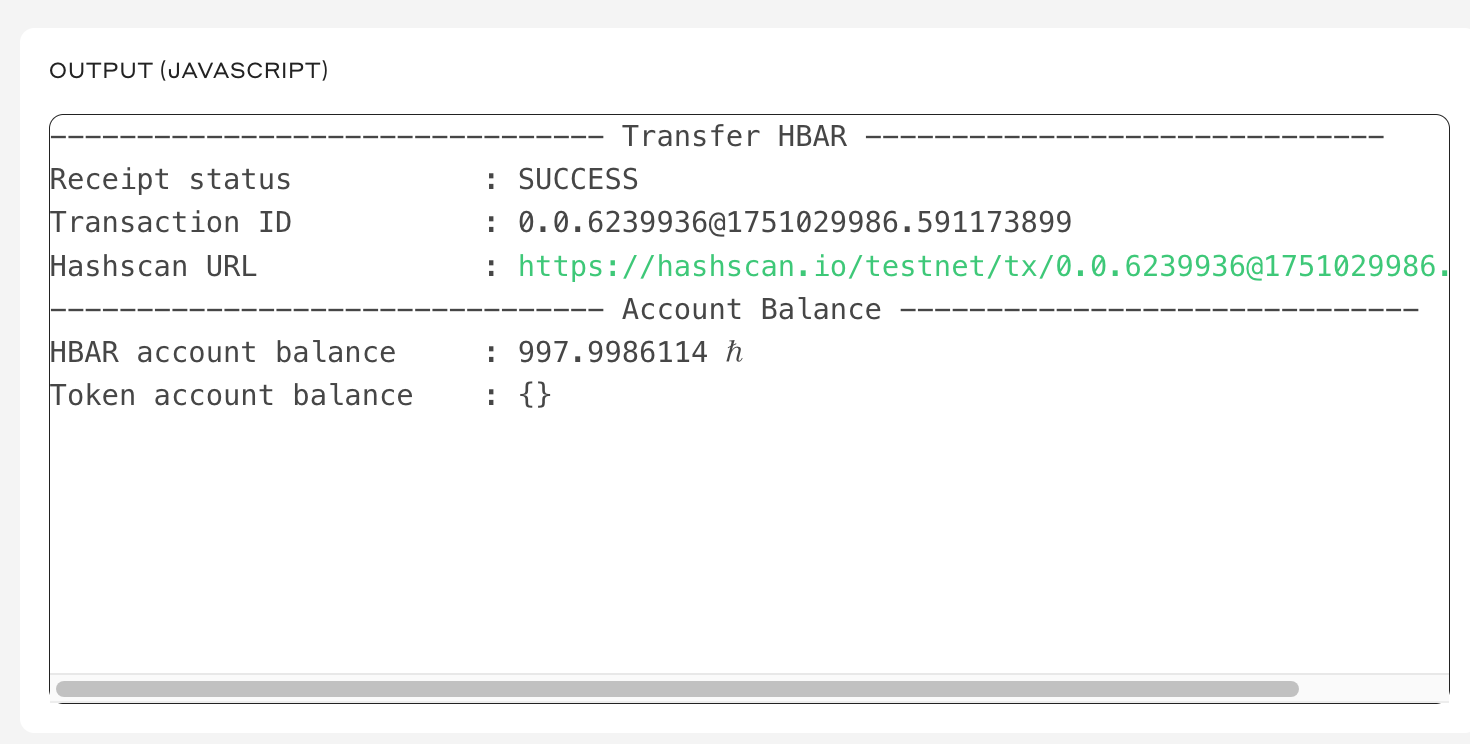 OUTPUT (JAVASCRIPT)
-------------------------------- Transfer HBAR ------------------------------
Receipt status           : SUCCESS
Transaction ID           : 0.0.6239936@1751029986.591173899
Hashscan URL             : https://hashscan.io/testnet/tx/0.0.6239936@1751029986.
-------------------------------- Account Balance ------------------------------
HBAR account balance     : 997.9986114 ℏ
Token account balance    : {}